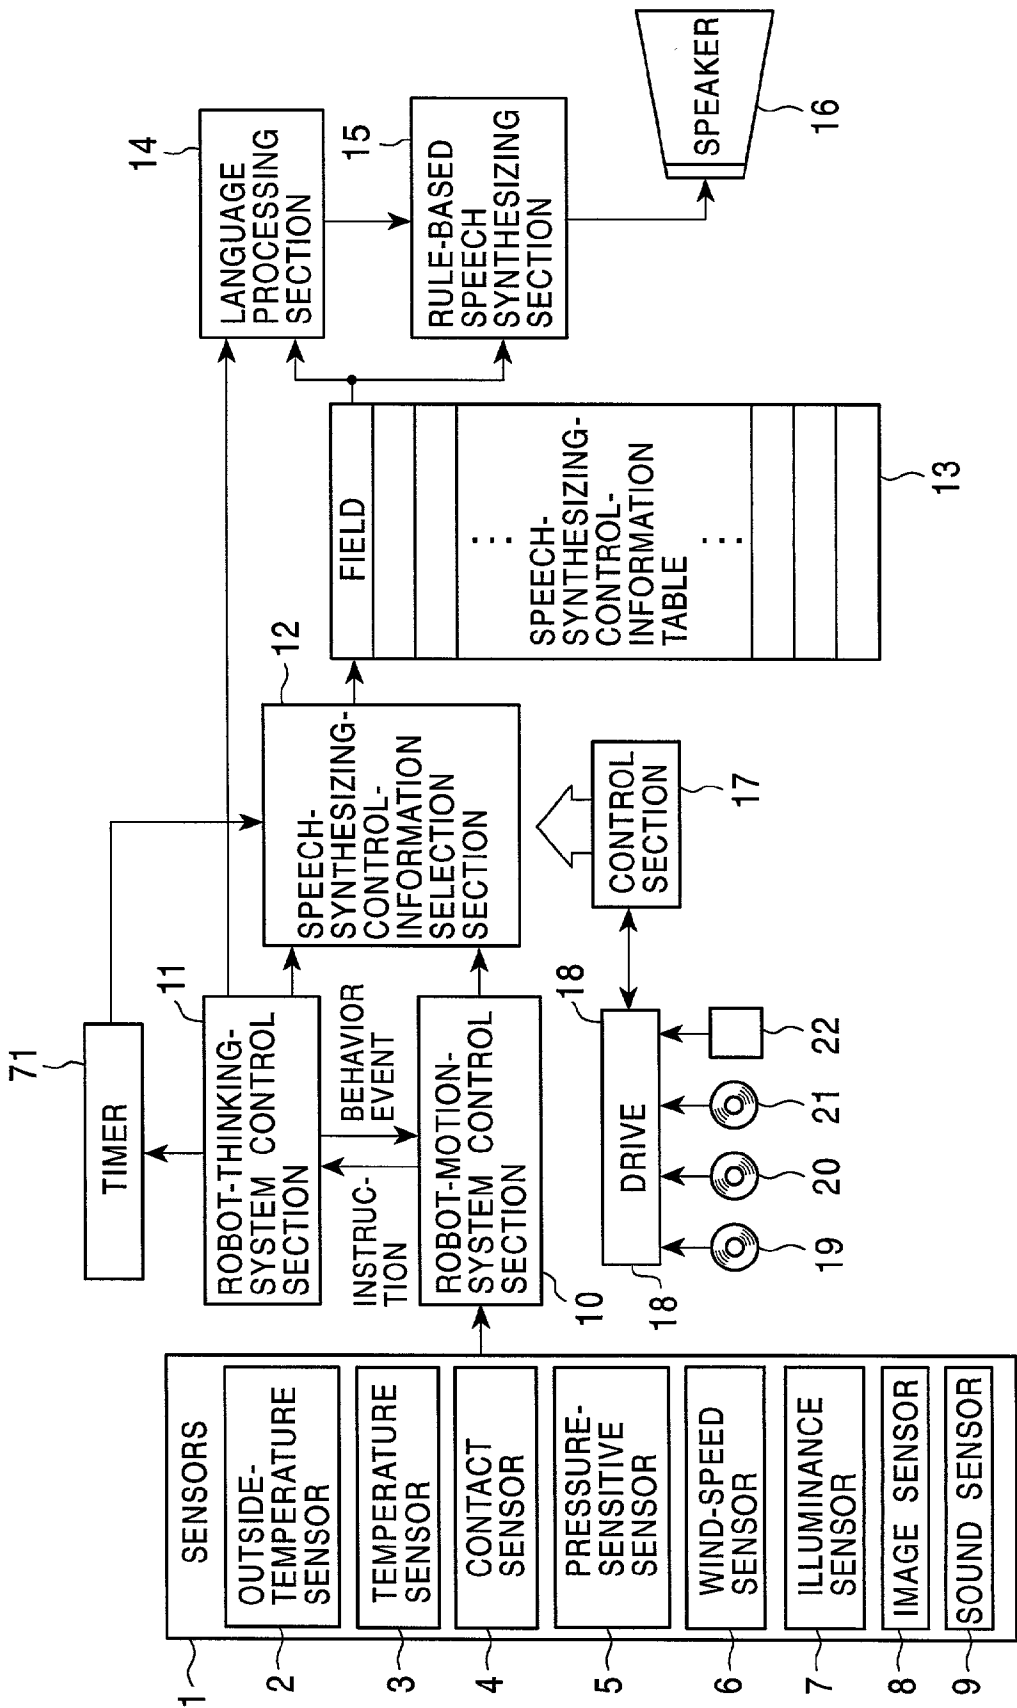 71
TIMER
11
ROBOT-THINKING-
SYSTEM CONTROL
SECTION
INSTRUC-
TION
BEHAVIOR
EVENT
ROBOT-MOTION-
SYSTEM CONTROL
SECTION
10
1
SENSORS
2
OUTSIDE-
TEMPERATURE
SENSOR
3
TEMPERATURE
SENSOR
4
CONTACT
SENSOR
5
PRESSURE-
SENSITIVE
SENSOR
6
WIND-SPEED
SENSOR
7
ILLUMINANCE
SENSOR
8
IMAGE SENSOR
9
SOUND SENSOR
12
SPEECH-
SYNTHESIZING-
CONTROL-
INFORMATION
SELECTION
SECTION
CONTROL
SECTION
17
18
DRIVE
18
19
20
21
22
FIELD
...
SPEECH-
SYNTHESIZING-
CONTROL-
INFORMATION
TABLE
...
13
14
LANGUAGE
PROCESSING
SECTION
15
RULE-BASED
SPEECH
SYNTHESIZING
SECTION
SPEAKER
16